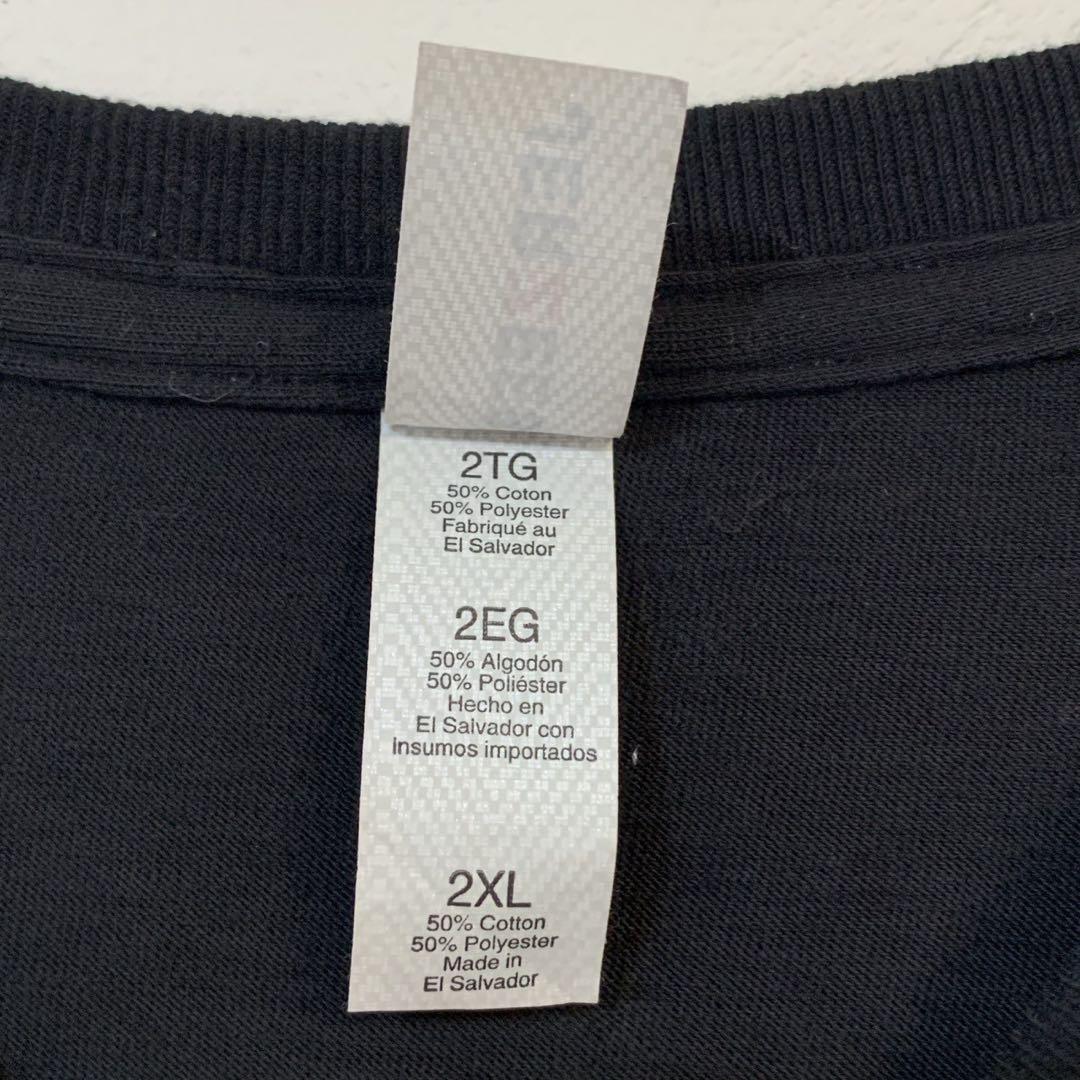 2TG
50% Coton
50% Polyester
Fabriqué au
El Salvador
2EG
50% Algodón
50% Poliéster
Hecho en
El Salvador con
Insumos importados
2XL
50% Cotton
50% Polyester
Made in
El Salvador